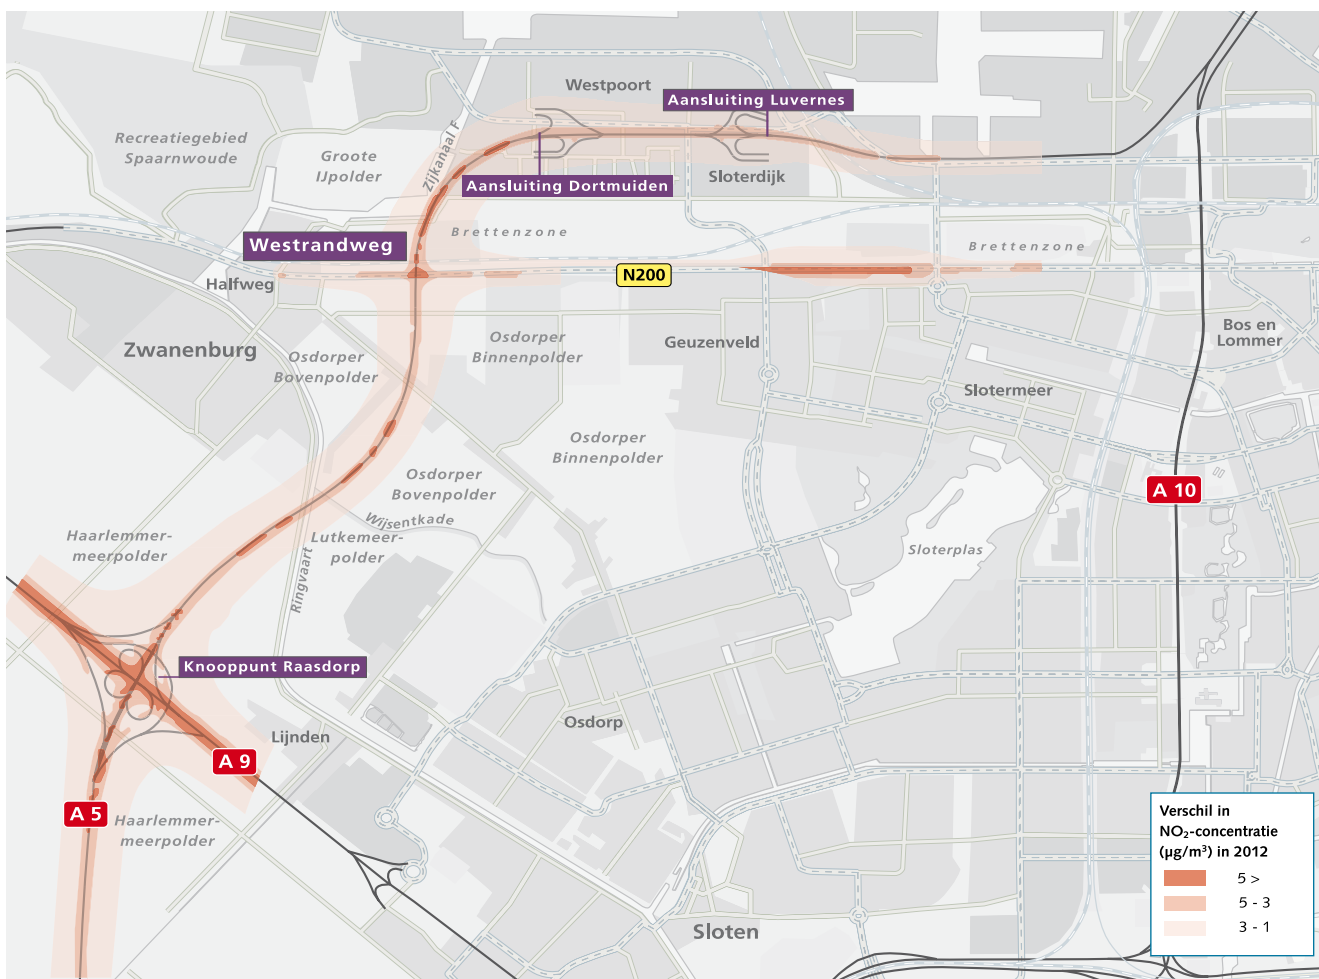 Westpoort
Aansluiting Luvernes
Recreatiegebied
Spaarnwoude
Groote
IJpolder
Zijkanaal F
Aansluiting Dortmuiden
Sloterdijk
Brettenzone
Westrandweg
Brettenzone
Halfweg
N200
Zwanenburg
Osdorper
Bovenpolder
Osdorper
Binnenpolder
Geuzenveld
Bos en
Lommer
Slotermeer
Osdorper
Binnenpolder
Osdorper
Bovenpolder
A 10
Wijsentkade
Haarlemmer-
meerpolder
Lutkemeer-
polder
Ringvaart
Sloterplas
Knooppunt Raasdorp
Osdorp
Lijnden
A 9
A 5
Haarlemmer-
meerpolder
Sloten
Verschil in
NO₂-concentratie
(µg/m³) in 2012
5 >
5 - 3
3 - 1